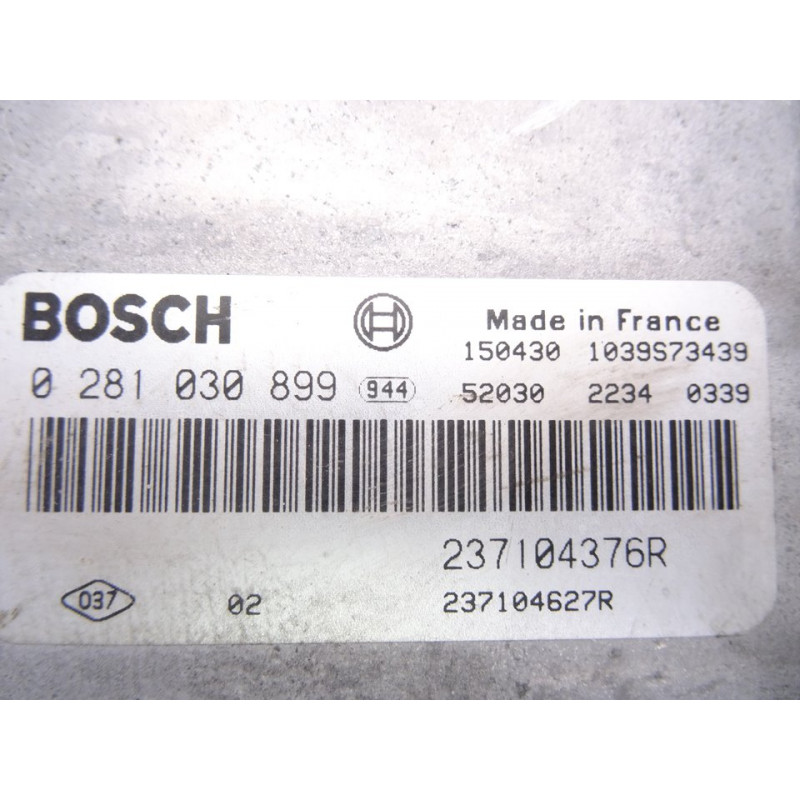 BOSCH
Made in France
150430 1039S73439
0 281 030 899 944
52030 2234 0339
237104376R
037 02
237104627R